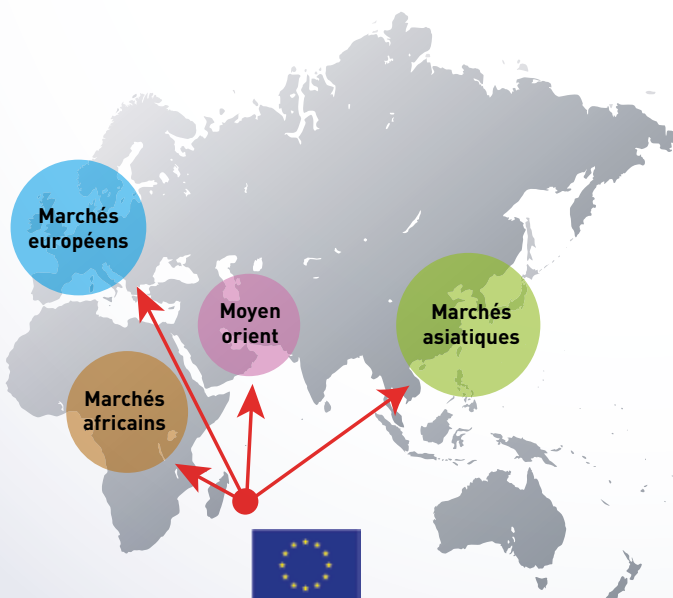 Marchés
européens
Moyen
orient
Marchés
asiatiques
Marchés
africains